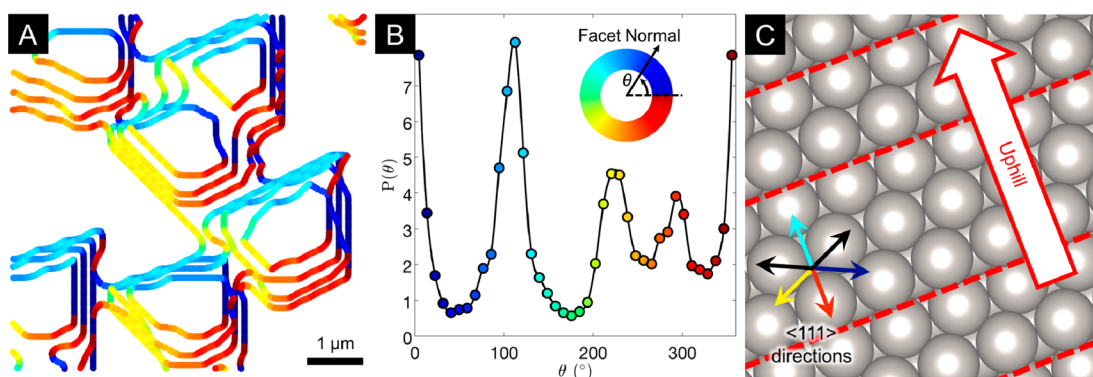 A
1 µm
B
P(θ)
7
6
5
4
3
2
1
0
0
100
200
300
θ (°)
Facet Normal
θ
C
Uphill
<111>
directions